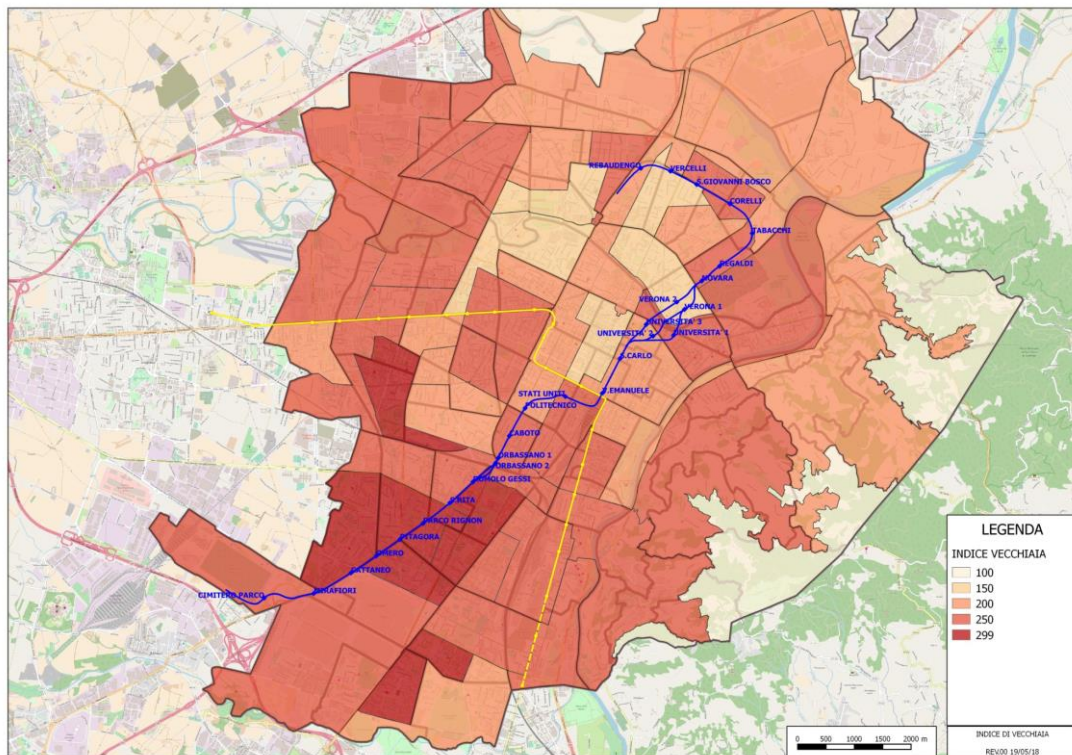 REBAUDENGO
VERCELLI
S.GIOVANNI BOSCO
CORELLI
TABACCHI
REGALDI
NOVARA
VERONA 2
VERONA 1
UNIVERSITA' 3
UNIVERSITA' 2
UNIVERSITA' 1
S.CARLO
V.EMANUELE
STATI UNITI
POLITECNICO
CABOTO
ORBASSANO 1
ORBASSANO 2
ROMOLO GESSI
S.RITA
PARCO RIGNON
PITAGORA
OMERO
CATTANEO
MIRAFIORI
CIMITERO PARCO
LEGENDA
INDICE VECCHIAIA
100
150
200
250
299
0 500 1000 1500 2000 m
INDICE DI VECCHIAIA
REV.00 19/05/18